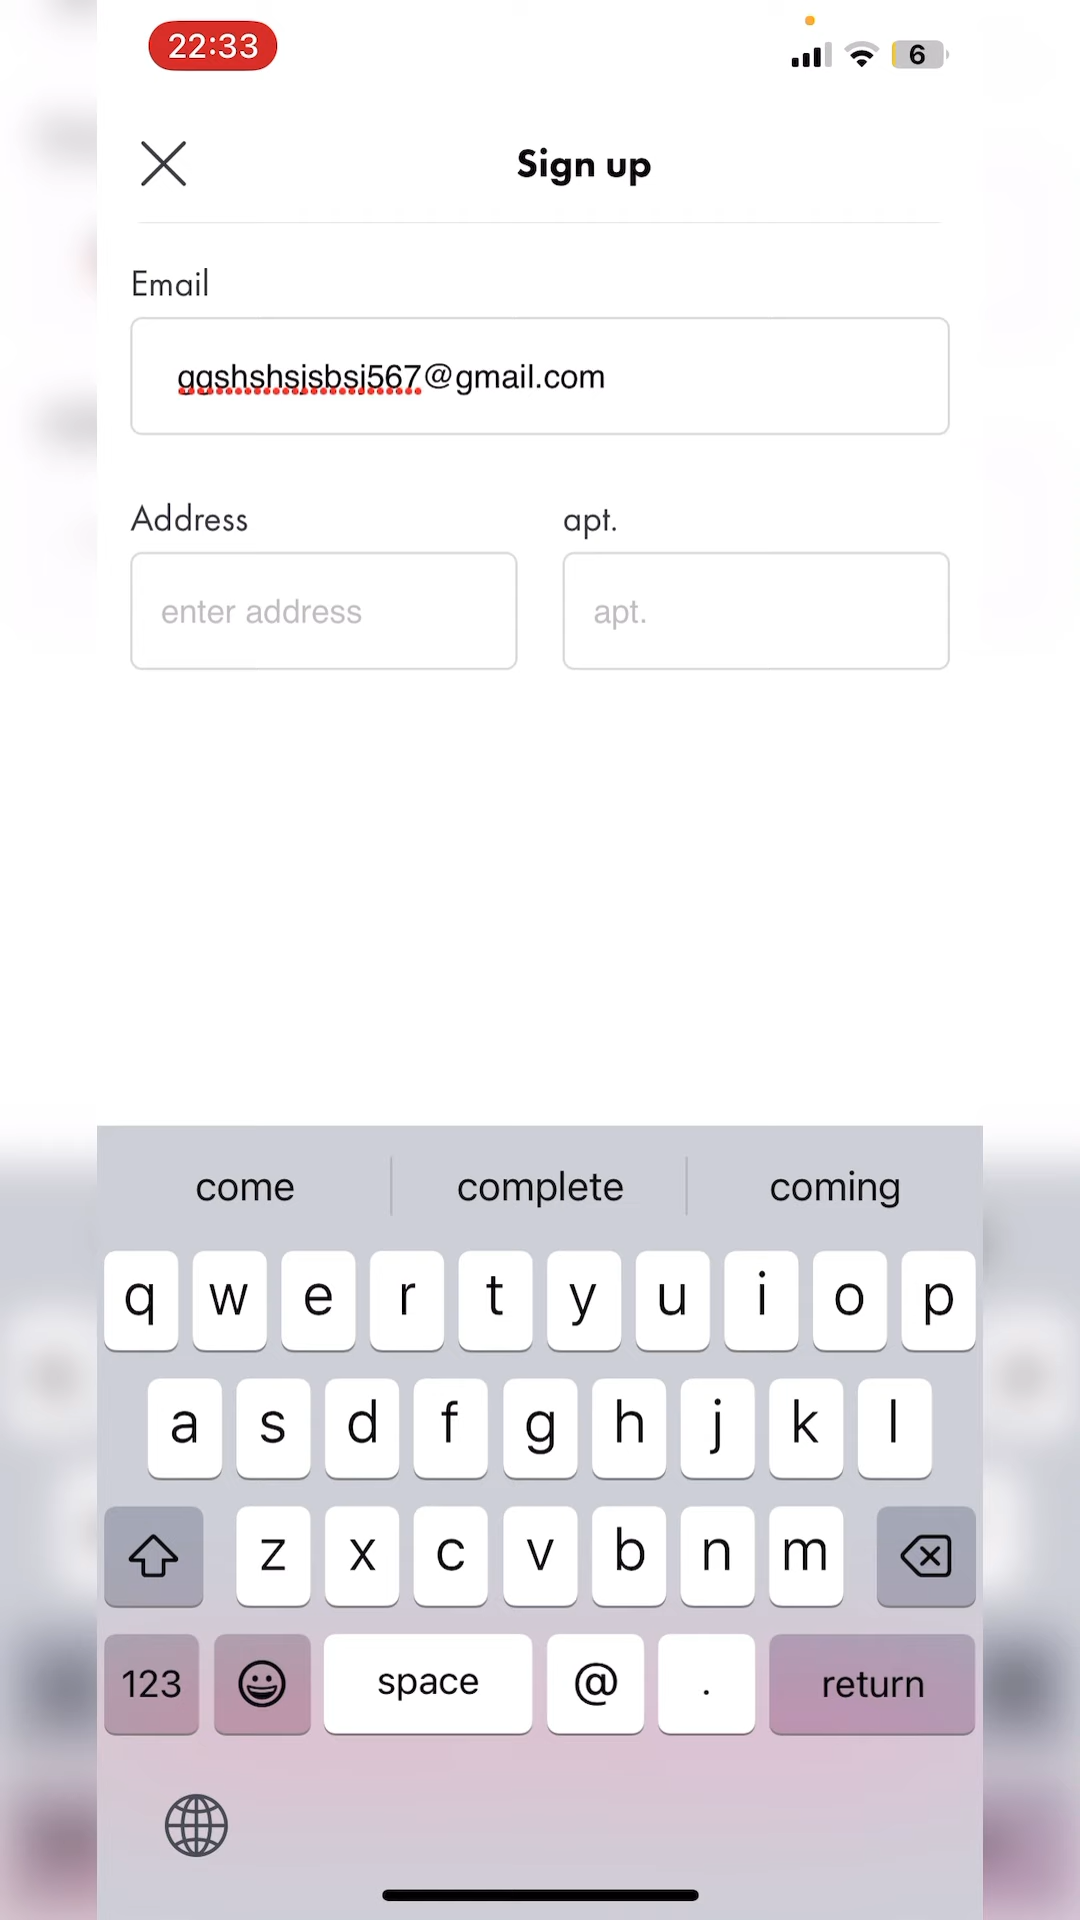 22:33
6
Sign up
Email
ggshshsjsbsj567@gmail.com
Address apt.
enter address apt.
come complete coming
q w e r t y u i o p
a s d f g h j k l
z x c v b n m
123 space @ . return